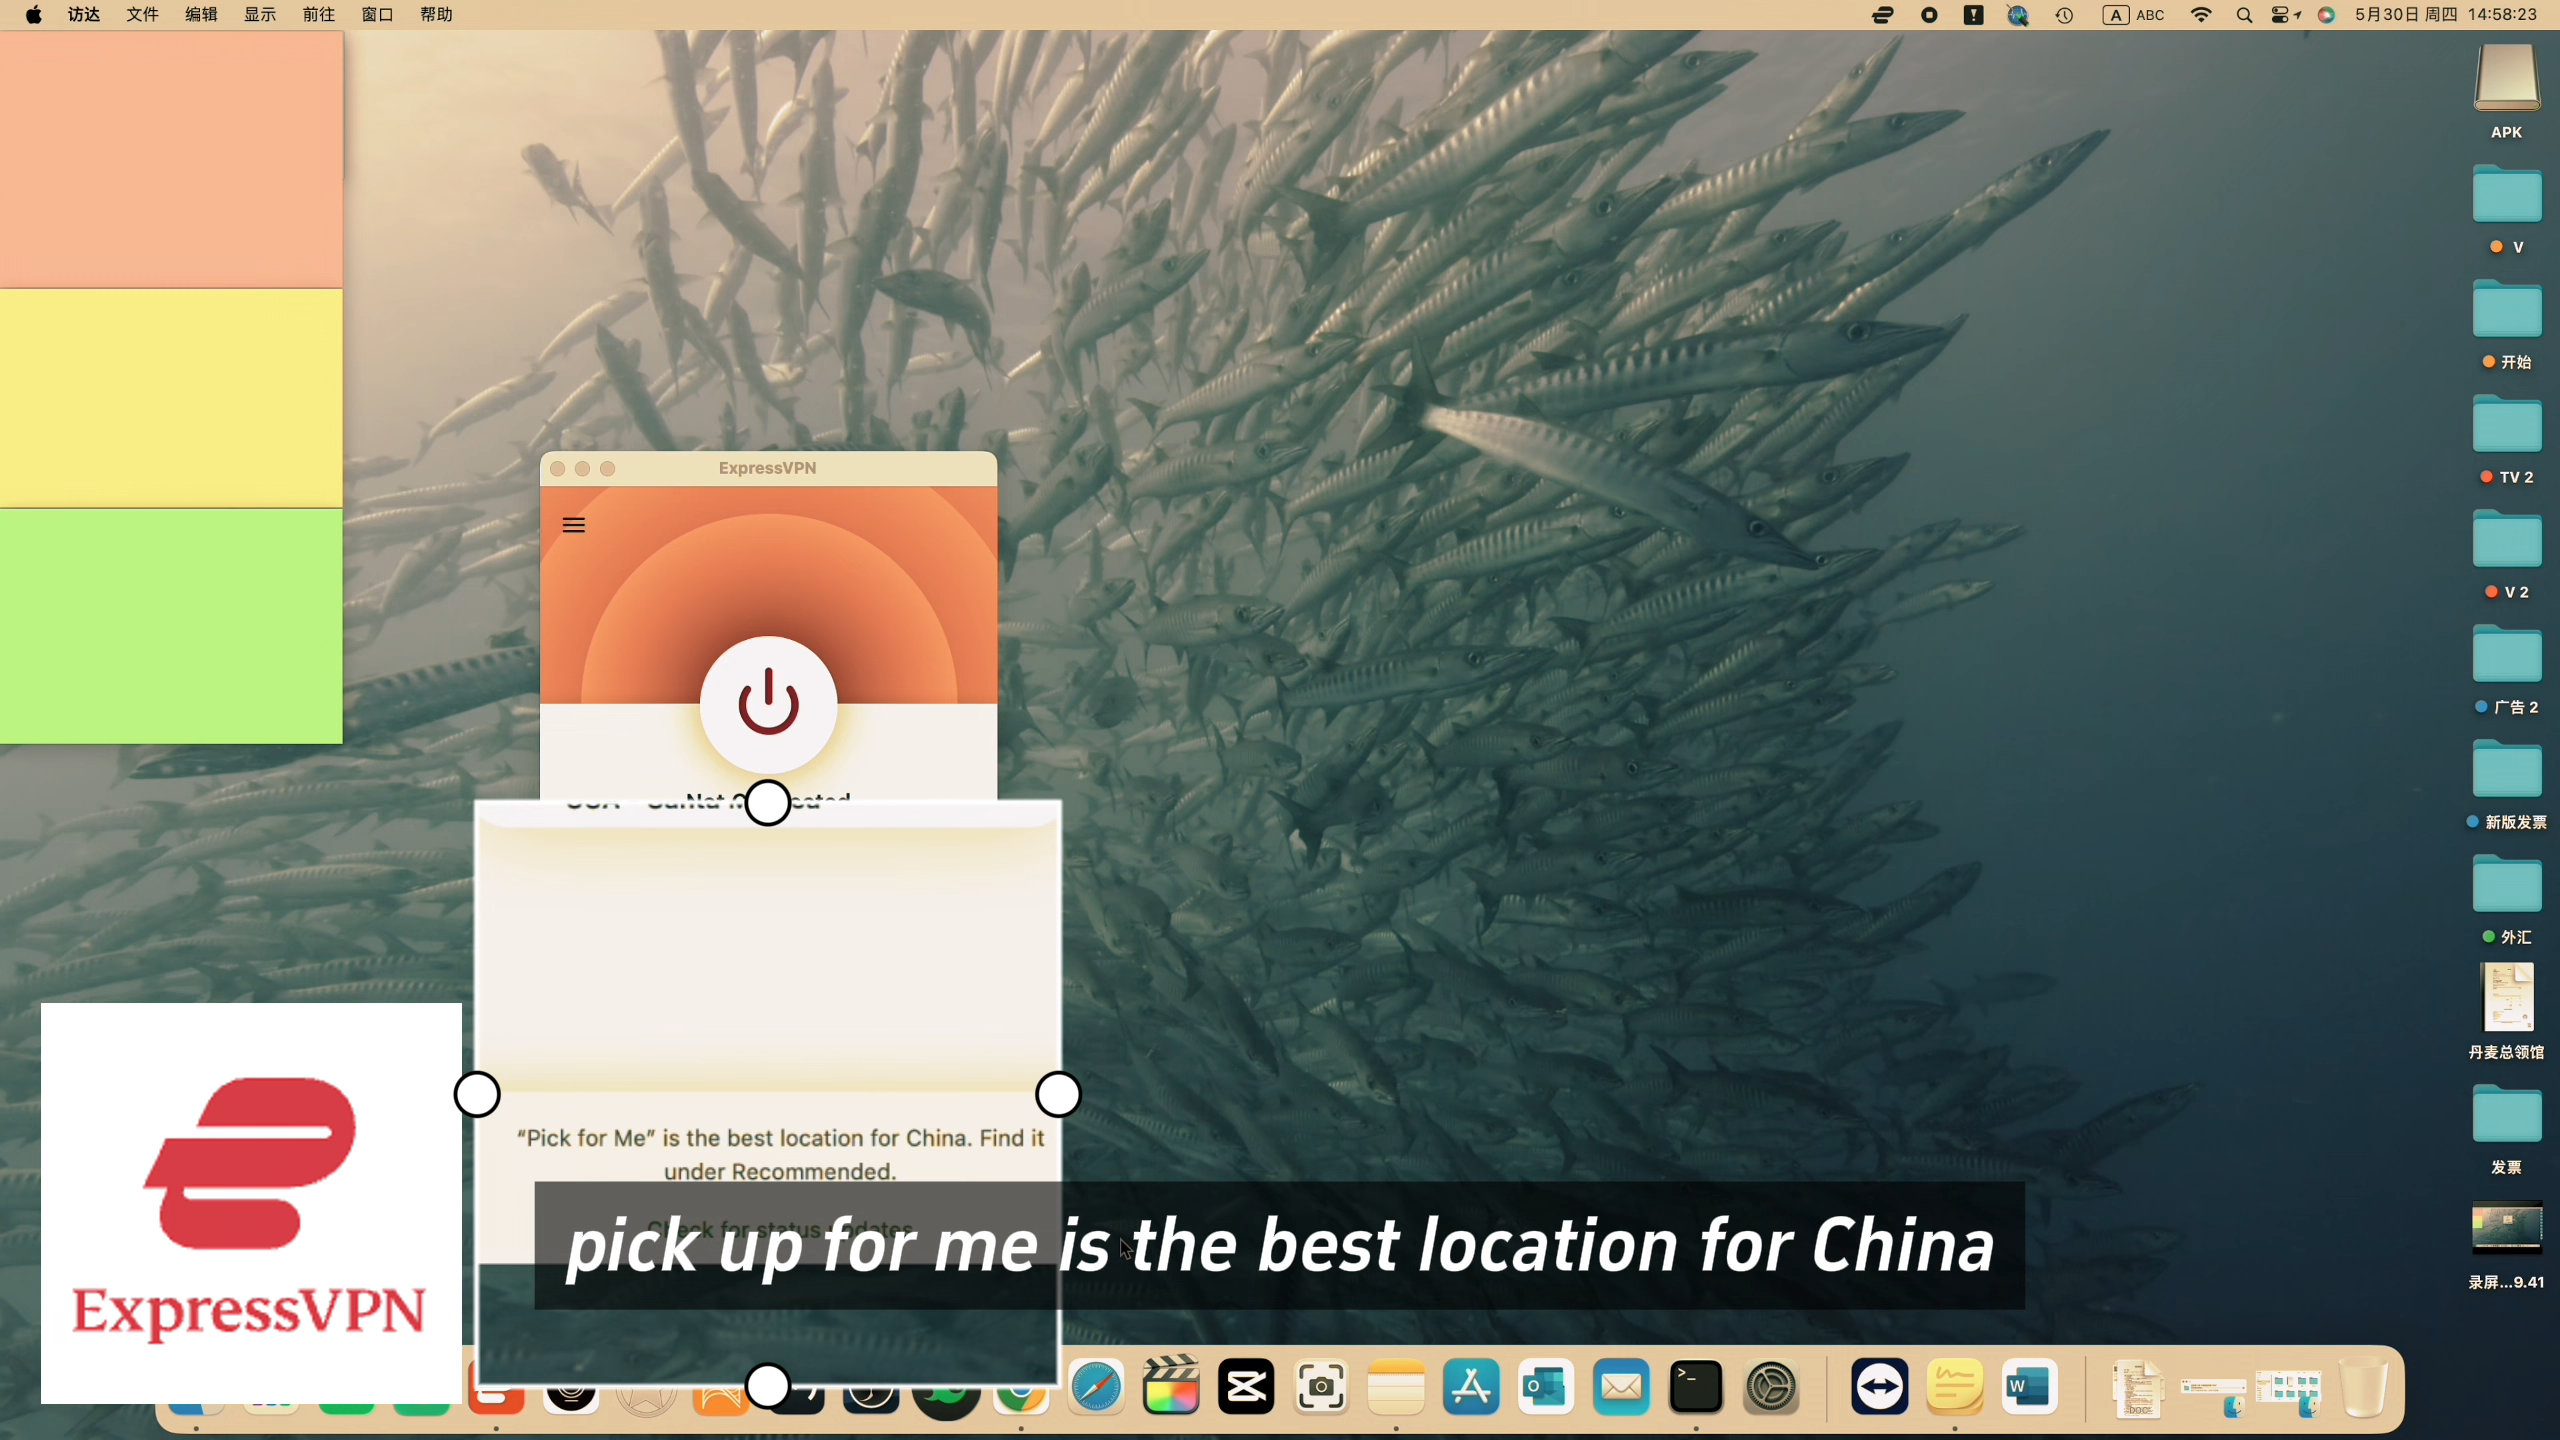 访达 文件 编辑 显示 前往 窗口 帮助
A ABC 5月30日 周四 14:58:23
APK
V
开始
TV 2
V 2
广告 2
新版发票
外汇
丹麦总领馆
发票
录屏...9.41
ExpressVPN
“Pick for Me” is the best location for China. Find it
under Recommended.
Check for status updates
pick up for me is the best location for China
ExpressVPN